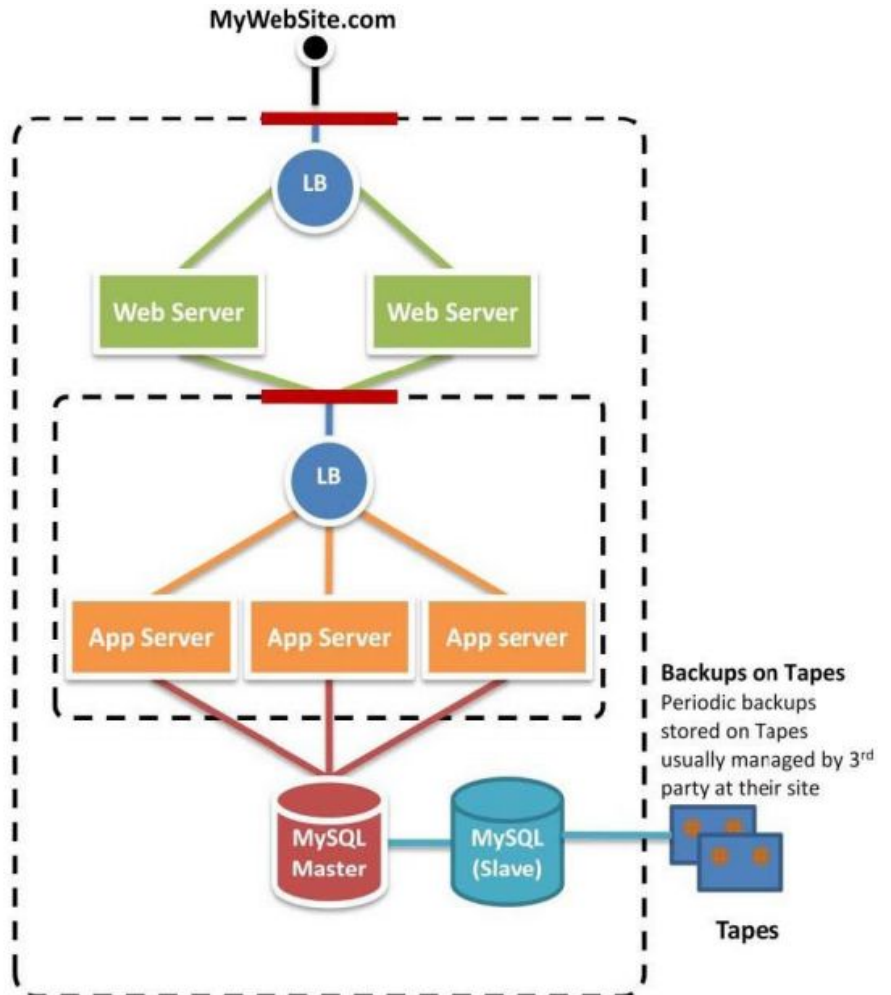 MyWebSite.com
LB
Web Server
Web Server
LB
App Server
App Server
App server
Backups on Tapes
Periodic backups
stored on Tapes
usually managed by 3rd
party at their site
MySQL
Master
MySQL
(Slave)
Tapes